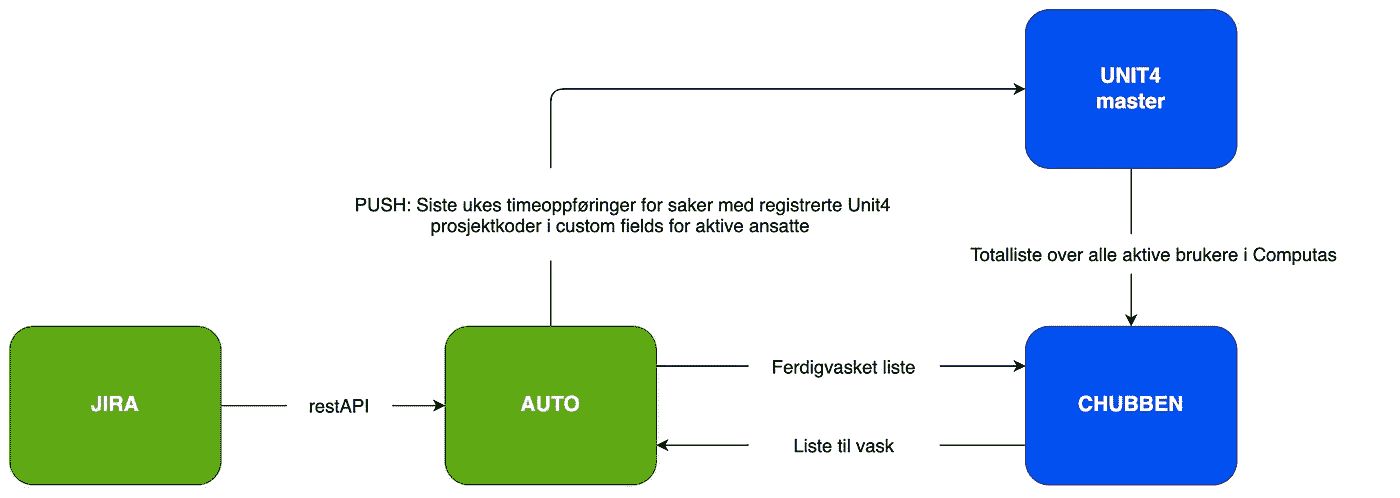 UNIT4
master
PUSH: Siste ukes timeoppføringer for saker med registrerte Unit4
prosjektkoder i custom fields for aktive ansatte
Totalliste over alle aktive brukere i Computas
JIRA
restAPI
AUTO
Ferdigvasket liste
Liste til vask
CHUBBEN